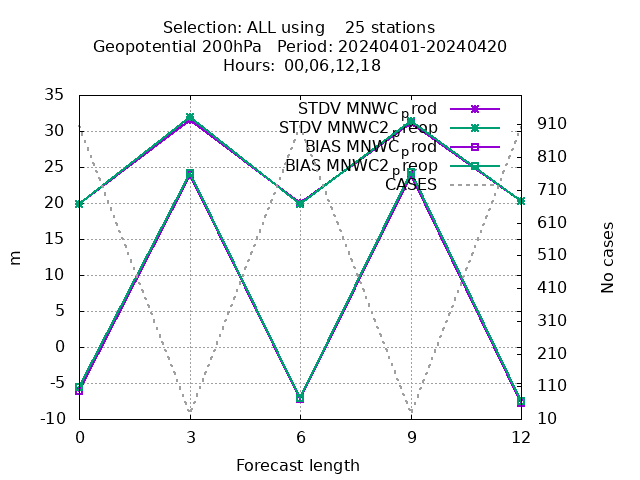 Selection: ALL using    25 stations
Geopotential 200hPa   Period: 20240401-20240420
Hours: 00,06,12,18
STDV MNWC_prod
STDV MNWC2_preop
BIAS MNWC_prod
BIAS MNWC2_preop
CASES
35
30
25
20
15
10
5
0
-5
-10
m
910
810
710
610
510
410
310
210
110
10
No cases
0 3 6 9 12
Forecast length